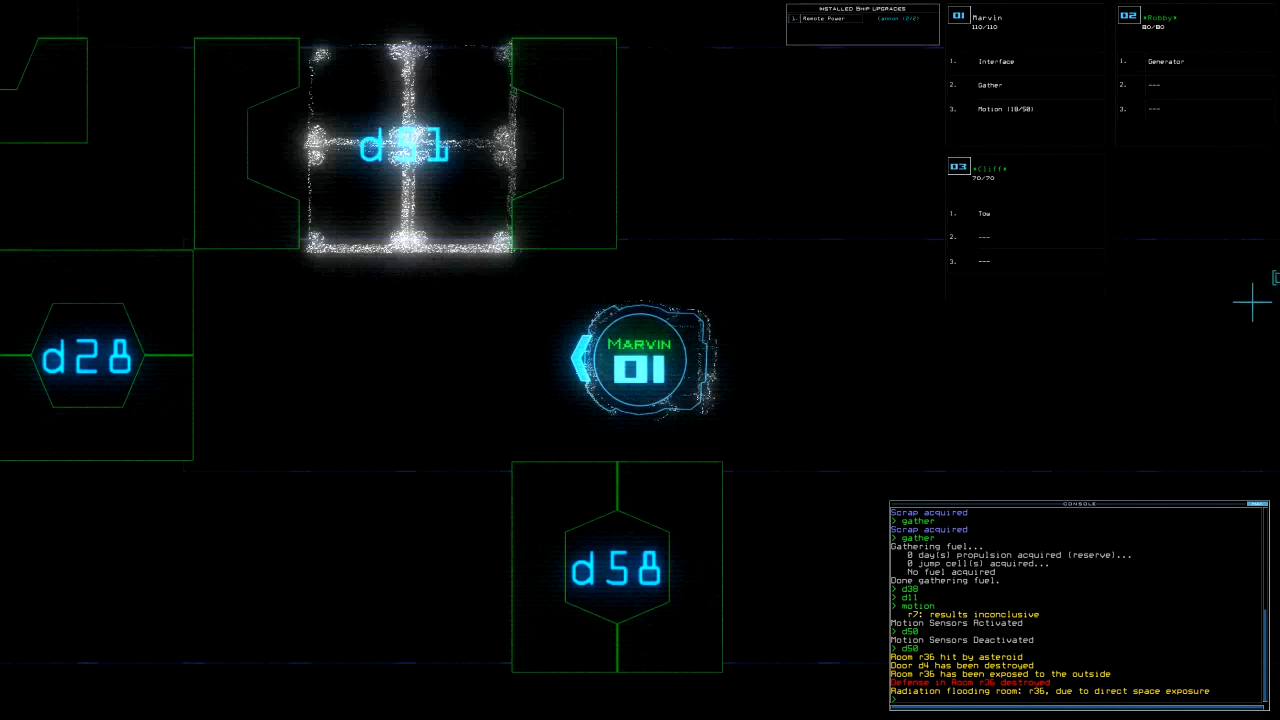 INSTALLED SHIP UPGRADES
1. Remote Power Cannon (2/2)
01 Marvin
110/110
1. Interface
2. Gather
3. Motion (18/50)
02 *Robby*
80/80
1. Generator
2. ---
3. ---
03 *Cliff*
70/70
1. Tow
2. ---
3. ---
d51
d28
MARVIN
01
d58
CONSOLE
Scrap acquired
> gather
Scrap acquired
> gather
Gathering fuel...
0 day(s) propulsion acquired (reserve)...
0 jump cell(s) acquired...
No fuel acquired
Done gathering fuel.
> d38
> d11
> motion
r7: results inconclusive
Motion Sensors Activated
> d50
Motion Sensors Deactivated
> d50
Room r36 hit by asteroid
Door d4 has been destroyed
Room r36 has been exposed to the outside
Defense in Room r36 destroyed
Radiation flooding room: r36, due to direct space exposure
>